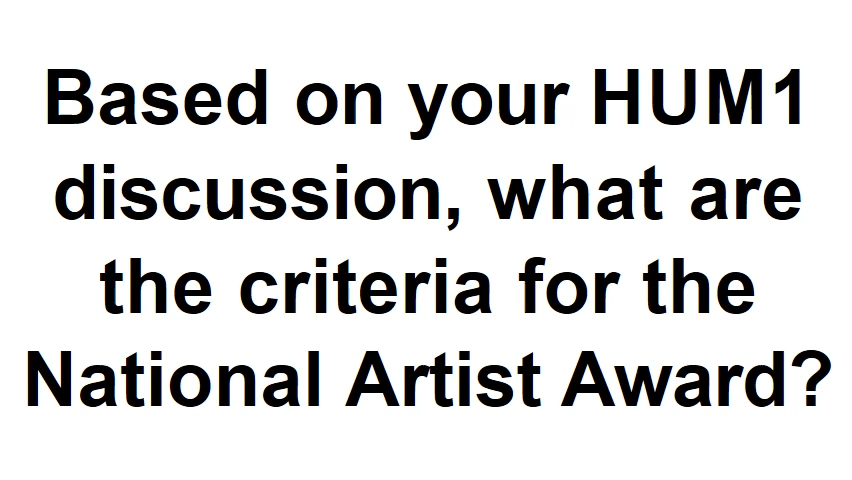 Based on your HUM1
discussion, what are
the criteria for the
National Artist Award?